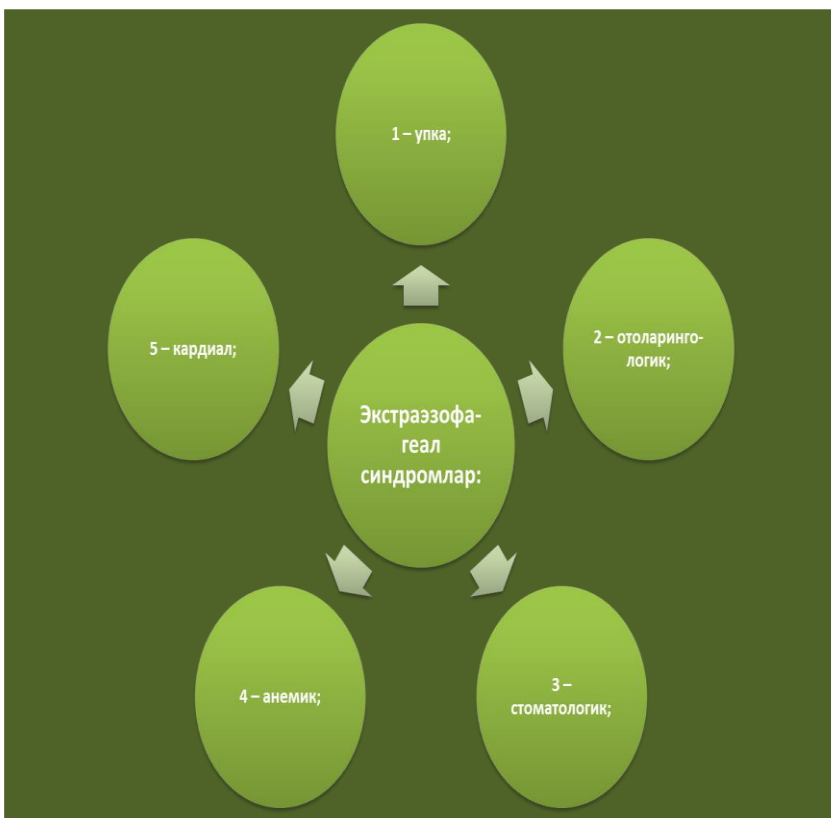 1 – упка;
2 – отоларинго-
логик;
5 – кардиал;
Экстраэзофа-
геал
синдромлар:
4 – анемик;
3 –
стоматологик;